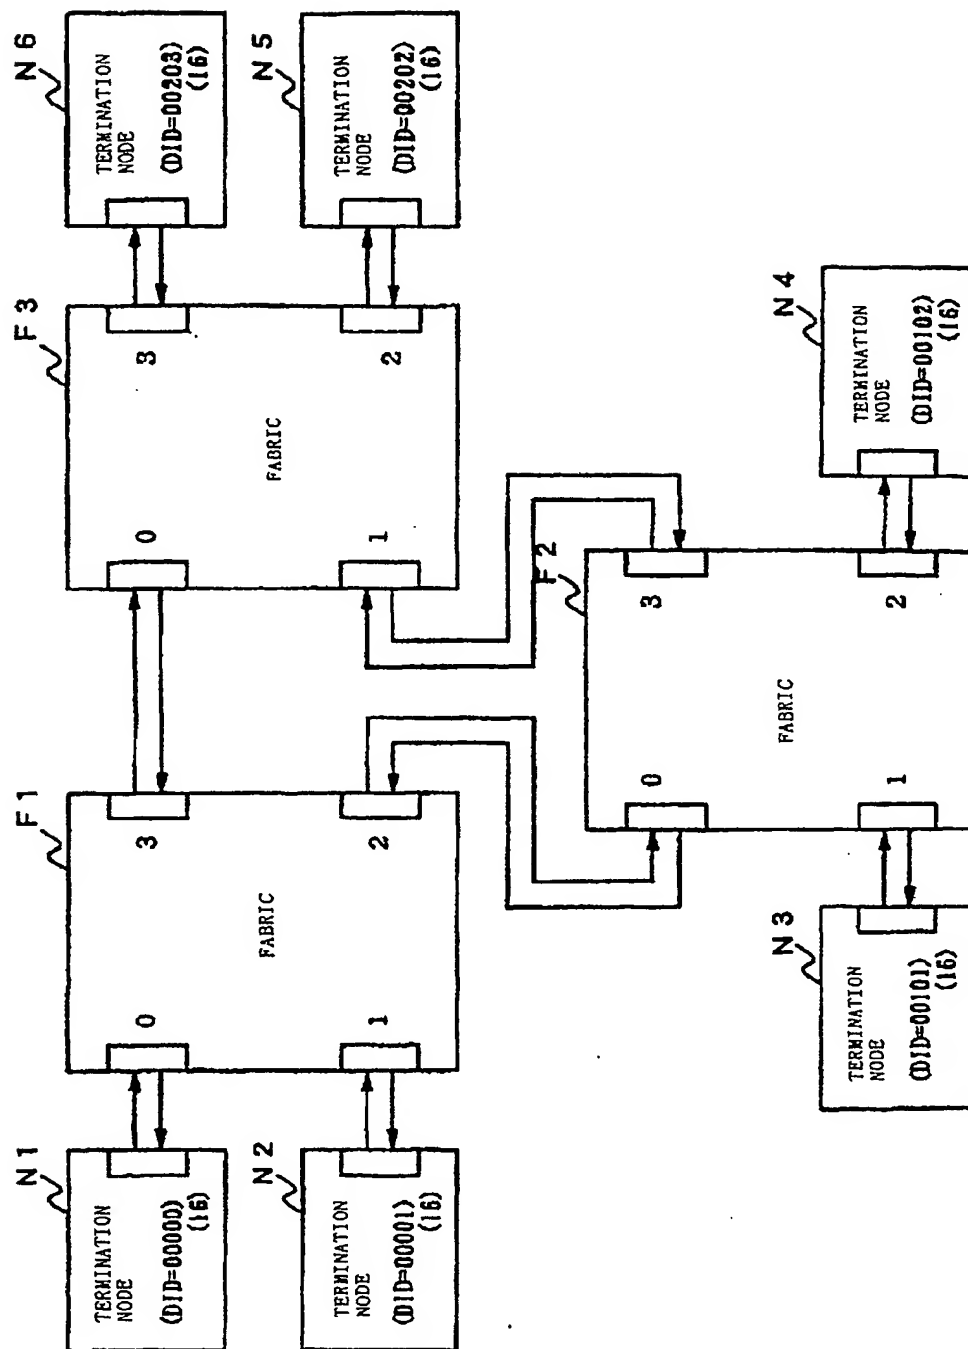 N1
TERMINATION
NODE
(DID=00000)
(16)
N2
TERMINATION
NODE
(DID=00001)
(16)
F1
0
1
FABRIC
3
2
F3
0
1
FABRIC
3
2
N6
TERMINATION
NODE
(DID=00203)
(16)
N5
TERMINATION
NODE
(DID=00202)
(16)
N3
TERMINATION
NODE
(DID=00101)
(16)
F2
0
1
FABRIC
3
2
N4
TERMINATION
NODE
(DID=00102)
(16)